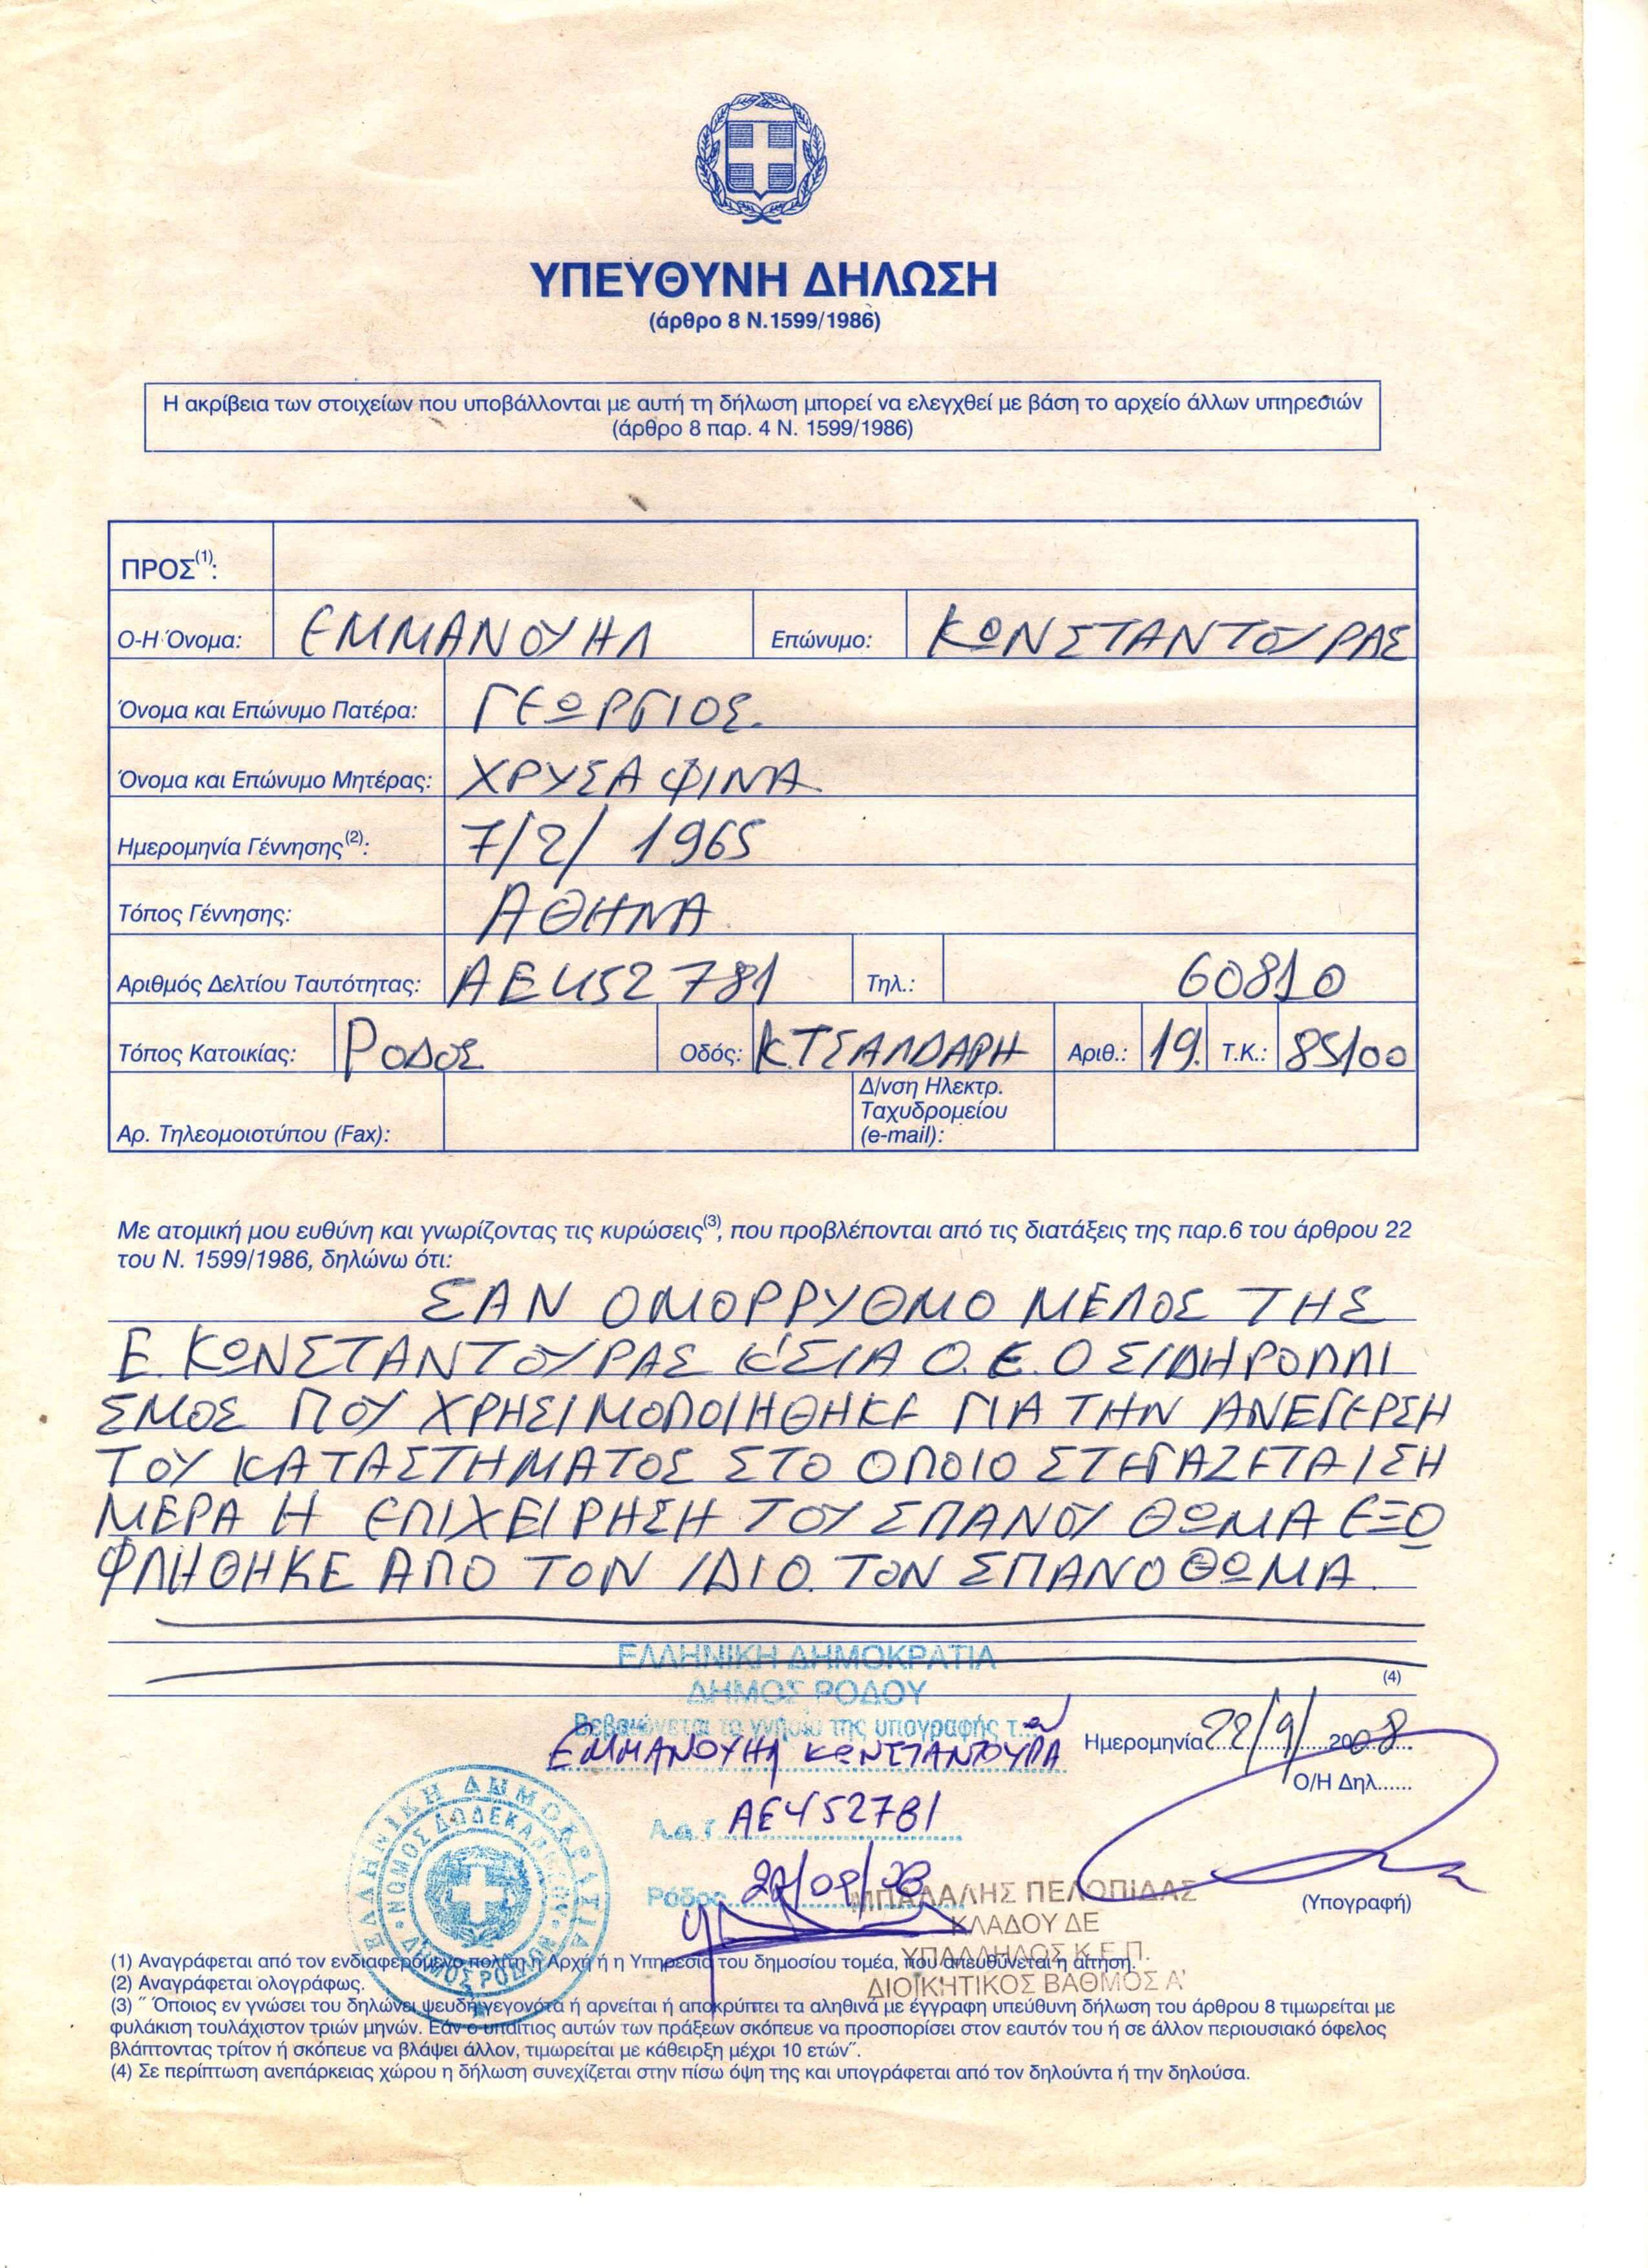 ΥΠΕΥΘΥΝΗ ΔΗΛΩΣΗ
(άρθρο 8 Ν.1599/1986)
Η ακρίβεια των στοιχείων που υποβάλλονται με αυτή τη δήλωση μπορεί να ελεγχθεί με βάση το αρχείο άλλων υπηρεσιών
(άρθρο 8 παρ. 4 Ν. 1599/1986)
ΠΡΟΣ(1):
Ο-Η Όνομα: ΕΜΜΑΝΟΥΗΛ Επώνυμο: ΚΩΝΣΤΑΝΤΟΥΡΑΣ
Όνομα και Επώνυμο Πατέρα: ΓΕΩΡΓΙΟΣ.
Όνομα και Επώνυμο Μητέρας: ΧΡΥΣΑΦΙΝΑ
Ημερομηνία Γέννησης(2): 7/2/1965
Τόπος Γέννησης: ΑΘΗΝΑ
Αριθμός Δελτίου Ταυτότητας: ΑΕ452781 Τηλ.: 60810
Τόπος Κατοικίας: ΡΟΔΟΣ Οδός: Κ.ΤΣΑΛΔΑΡΗ Αριθ.: 19. Τ.Κ.: 85100
Αρ. Τηλεομοιοτύπου (Fax): Δ/νση Ηλεκτρ.
Ταχυδρομείου
(e-mail):
Με ατομική μου ευθύνη και γνωρίζοντας τις κυρώσεις(3), που προβλέπονται από τις διατάξεις της παρ.6 του άρθρου 22
του Ν. 1599/1986, δηλώνω ότι:
ΣΑΝ ΟΜΟΡΡΥΘΜΟ ΜΕΛΟΣ ΤΗΣ
Ε. ΚΩΝΣΤΑΝΤΟΥΡΑΣ Κ'ΣΙΑ Ο.Ε. Ο ΣΙΔΗΡΟΠΛΙ
ΣΜΟΣ ΠΟΥ ΧΡΗΣΙΜΟΠΟΙΗΘΗΚΕ ΓΙΑ ΤΗΝ ΑΝΕΓΕΡΣΗ
ΤΟΥ ΚΑΤΑΣΤΗΜΑΤΟΣ ΣΤΟ ΟΠΟΙΟ ΣΤΕΓΑΖΕΤΑΙ ΣΗ
ΜΕΡΑ Η ΕΠΙΧΕΙΡΗΣΗ ΤΟΥ ΣΠΑΝΟΥ ΘΩΜΑ ΕΞΩ
ΦΛΗΘΗΚΕ ΑΠΟ ΤΟΝ ΙΔΙΟ ΤΟΝ ΣΠΑΝΟ ΘΩΜΑ.
ΕΛΛΗΝΙΚΗ ΔΗΜΟΚΡΑΤΙΑ
(4)
ΔΗΜΟΣ ΡΟΔΟΥ
Βεβαιώνεται το γνήσιο της υπογραφής τ..ου
ΕΜΜΑΝΟΥΗΛ ΚΩΝΣΤΑΝΤΟΥΡΑ
Ημερομηνία 22/9/2008
Ο/Η Δηλ......
Α.Δ.Τ. ΑΕ452781
ΕΛΛΗΝΙΚΗ ΔΗΜΟΚΡΑΤΙΑ
ΔΗΜΟΣ ΡΟΔΙΩΝ
Ρόδος
ΜΠΑΔΑΛΗΣ ΠΕΛΟΠΙΔΑΣ
ΚΛΑΔΟΥ ΔΕ
ΥΠΑΛΛΗΛΟΣ Κ.Ε.Π.
ΔΙΟΙΚΗΤΙΚΟΣ ΒΑΘΜΟΣ Α'
(Υπογραφή)
(1) Αναγράφεται από τον ενδιαφερόμενο πολίτη ή Αρχή ή η Υπηρεσία του δημοσίου τομέα, που απευθύνεται η αίτηση.
(2) Αναγράφεται ολογράφως.
(3) " Όποιος εν γνώσει του δηλώνει ψευδή γεγονότα ή αρνείται ή αποκρύπτει τα αληθινά με έγγραφη υπεύθυνη δήλωση του άρθρου 8 τιμωρείται με
φυλάκιση τουλάχιστον τριών μηνών. Εάν ο υπαίτιος αυτών των πράξεων σκόπευε να προσπορίσει στον εαυτόν του ή σε άλλον περιουσιακό όφελος
βλάπτοντας τρίτον ή σκόπευε να βλάψει άλλον, τιμωρείται με κάθειρξη μέχρι 10 ετών".
(4) Σε περίπτωση ανεπάρκειας χώρου η δήλωση συνεχίζεται στην πίσω όψη της και υπογράφεται από τον δηλούντα ή την δηλούσα.